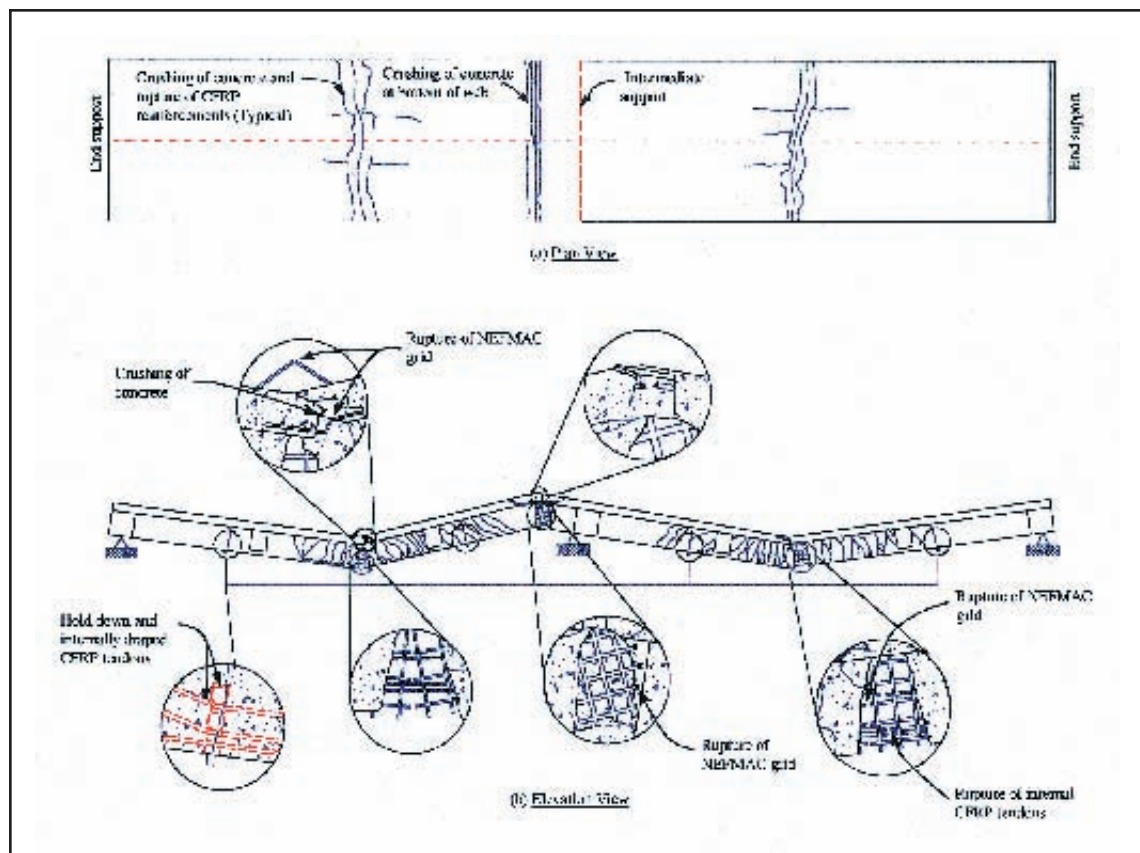 Crushing of concrete and
rupture of CFRP
reinforcements (Typical)
Crushing of concrete
at bottom of web
Intermediate
support
End support
End support
(a) Plan View
Rupture of NEFMAC
grid
Crushing of
concrete
Hold down and
internally draped
CFRP tendons
Rupture of
NEFMAC grid
Rupture of NEFMAC
grid
Rupture of internal
CFRP tendons
(b) Elevation View